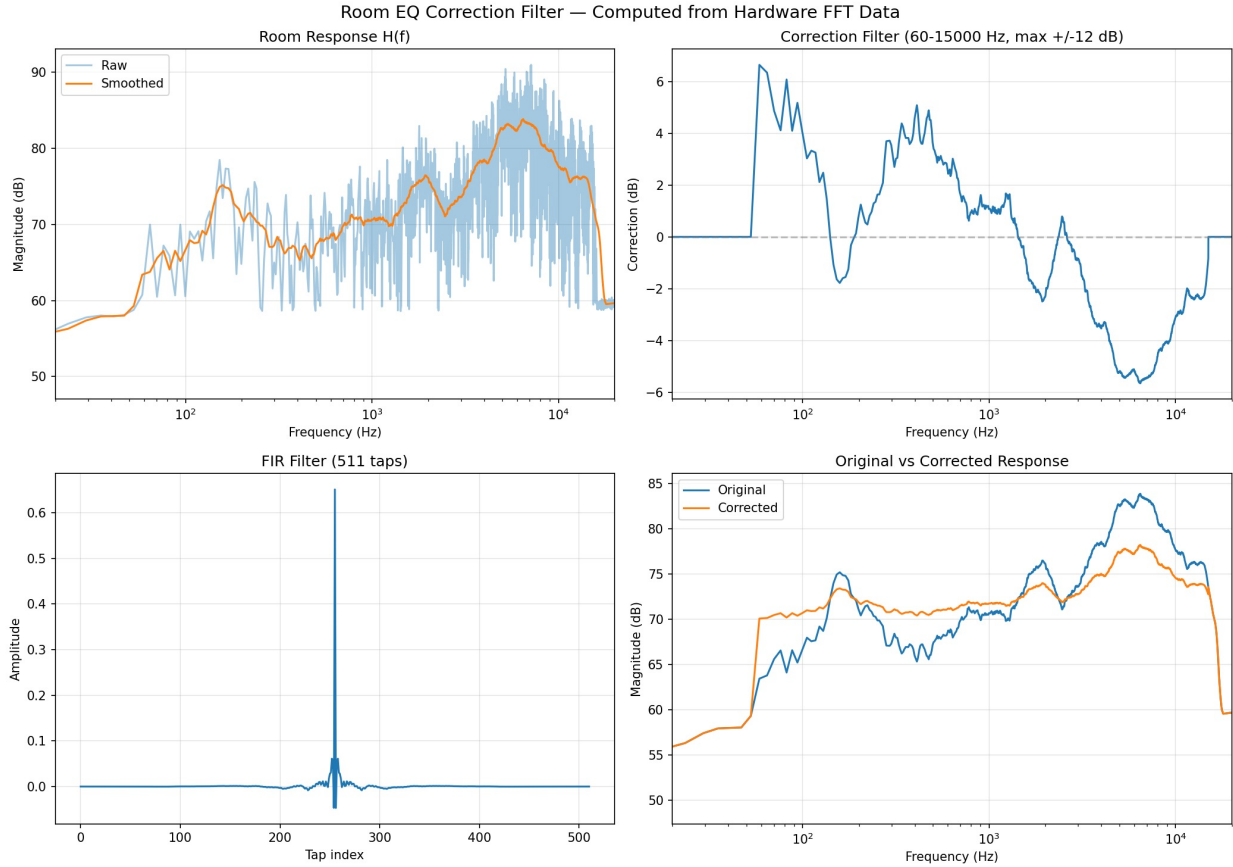 Room EQ Correction Filter — Computed from Hardware FFT Data
Room Response H(f)
Raw
Smoothed
90
80
70
60
50
Magnitude (dB)
10²
10³
10⁴
Frequency (Hz)
Correction Filter (60-15000 Hz, max +/-12 dB)
6
4
2
0
−2
−4
−6
Correction (dB)
10²
10³
10⁴
Frequency (Hz)
FIR Filter (511 taps)
0.6
0.5
0.4
0.3
0.2
0.1
0.0
Amplitude
0
100
200
300
400
500
Tap index
Original vs Corrected Response
Original
Corrected
85
80
75
70
65
60
55
50
Magnitude (dB)
10²
10³
10⁴
Frequency (Hz)